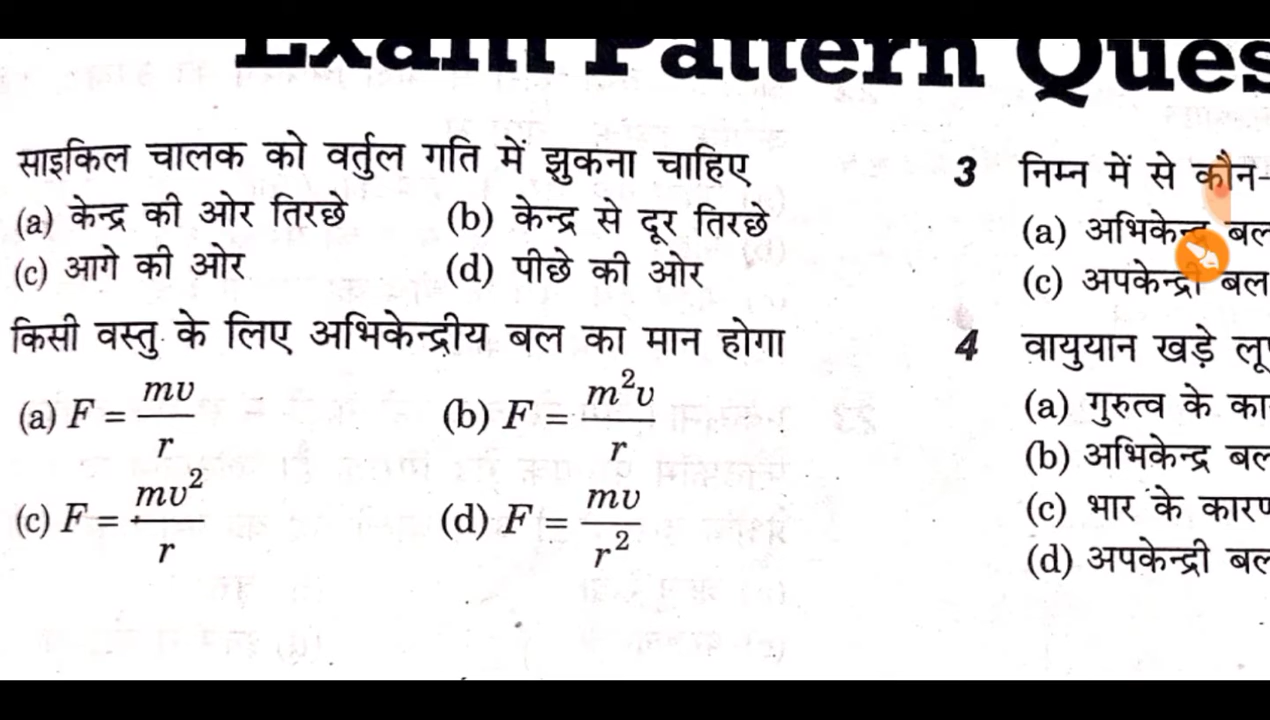 Exam Pattern Ques
साइकिल चालक को वर्तुल गति में झुकना चाहिए
(a) केन्द्र की ओर तिरछे (b) केन्द्र से दूर तिरछे
(c) आगे की ओर (d) पीछे की ओर
किसी वस्तु के लिए अभिकेन्द्रीय बल का मान होगा
(a) F = mv/r (b) F = m²v/r
(c) F = mv²/r (d) F = mv/r²
3 निम्न में से कौन-
(a) अभिकेन्द्र बल
(c) अपकेन्द्री बल
4 वायुयान खड़े लू
(a) गुरुत्व के का
(b) अभिकेन्द्र बल
(c) भार के कारण
(d) अपकेन्द्री बल